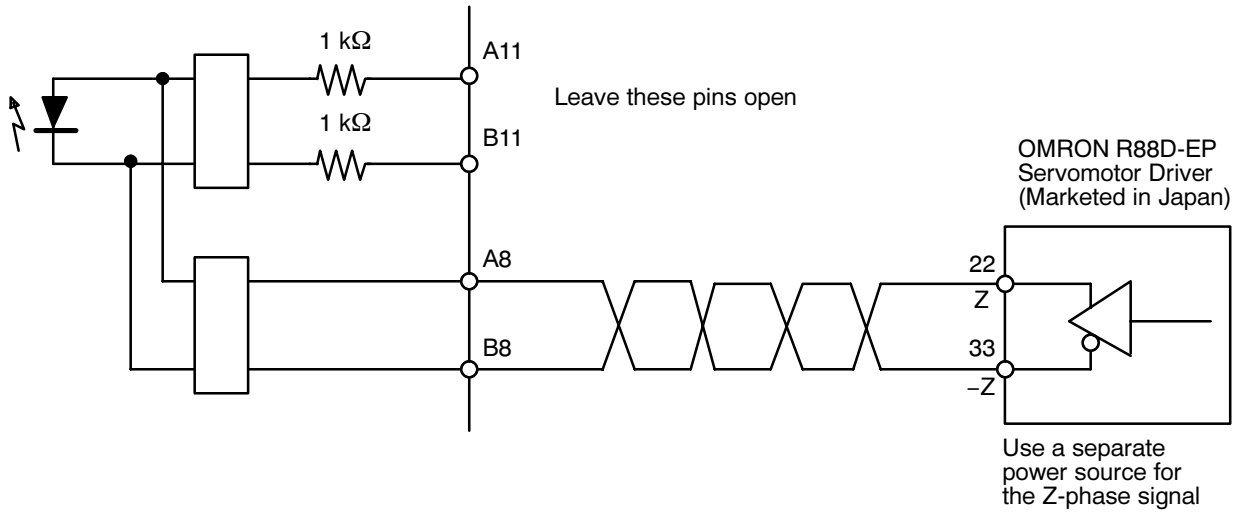 1 kΩ
A11
Leave these pins open
1 kΩ
B11
OMRON R88D-EP
Servomotor Driver
(Marketed in Japan)
A8
22
Z
B8
33
–Z
Use a separate
power source for
the Z-phase signal